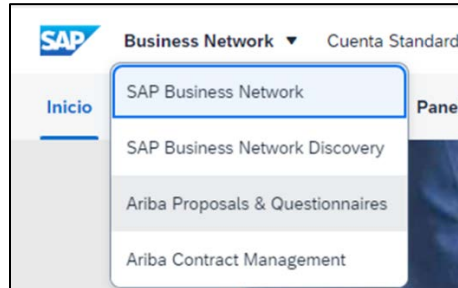 SAP Business Network ▼ Cuenta Standard
Inicio
SAP Business Network
Pane
SAP Business Network Discovery
Ariba Proposals & Questionnaires
Ariba Contract Management